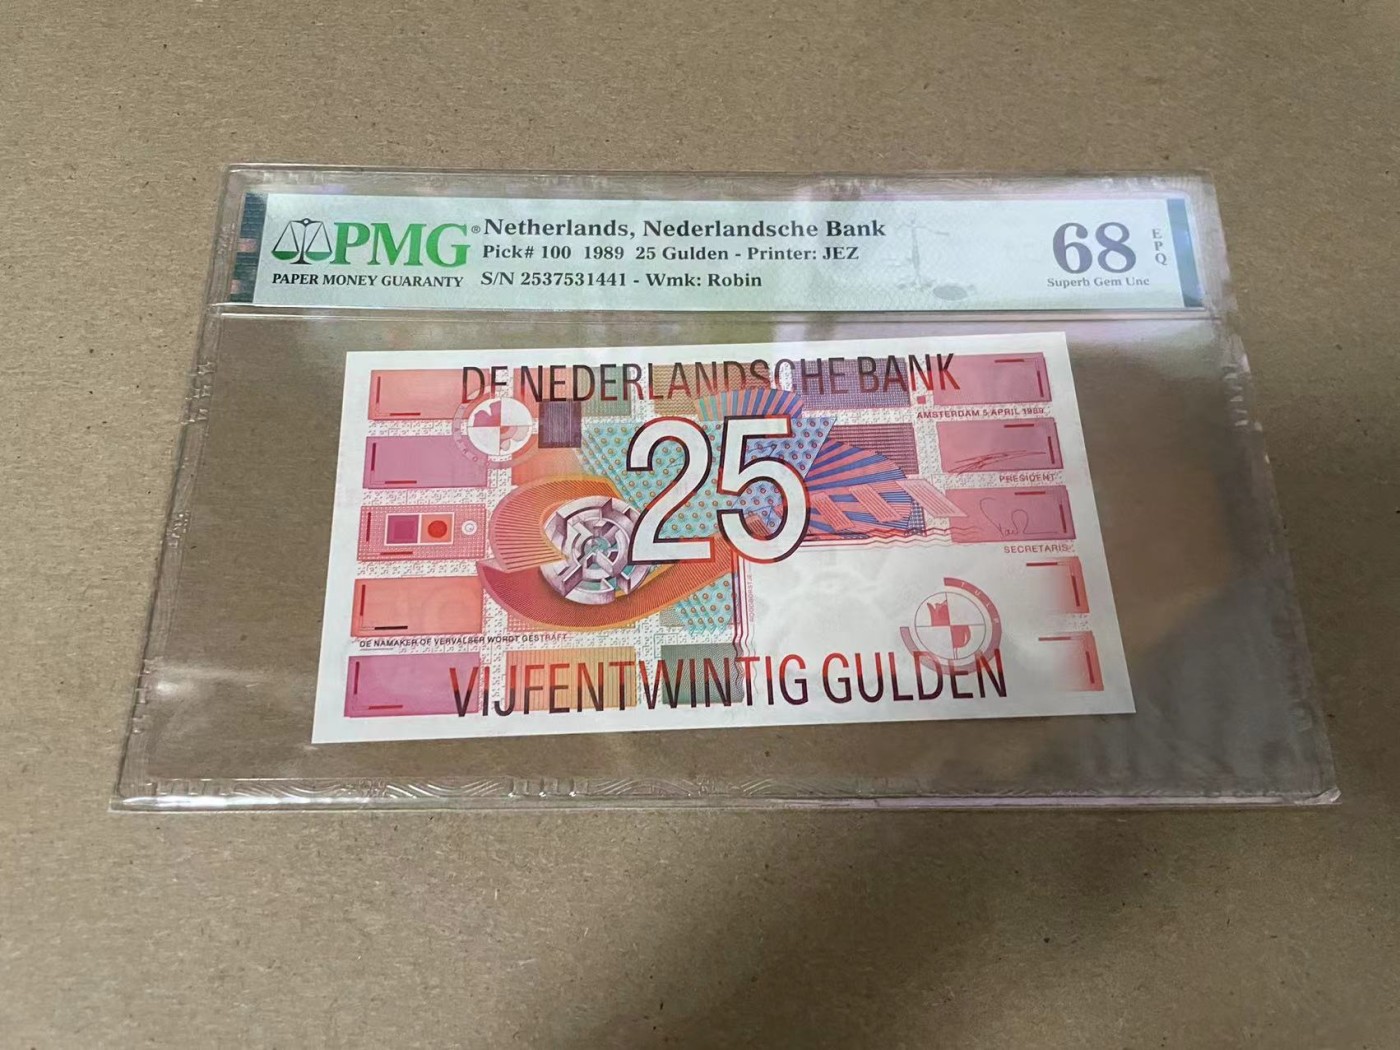 PMG®
PAPER MONEY GUARANTY
Netherlands, Nederlandsche Bank
Pick# 100 1989 25 Gulden - Printer: JEZ
S/N 2537531441 - Wmk: Robin
68
EPQ
Superb Gem Unc
DE NEDERLANDSCHE BANK
AMSTERDAM 5 APRIL 1989
25
PRESIDENT
SECRETARIS
DE NAMAKER OF VERVALSER WORDT GESTRAFT
VIJFENTWINTIG GULDEN